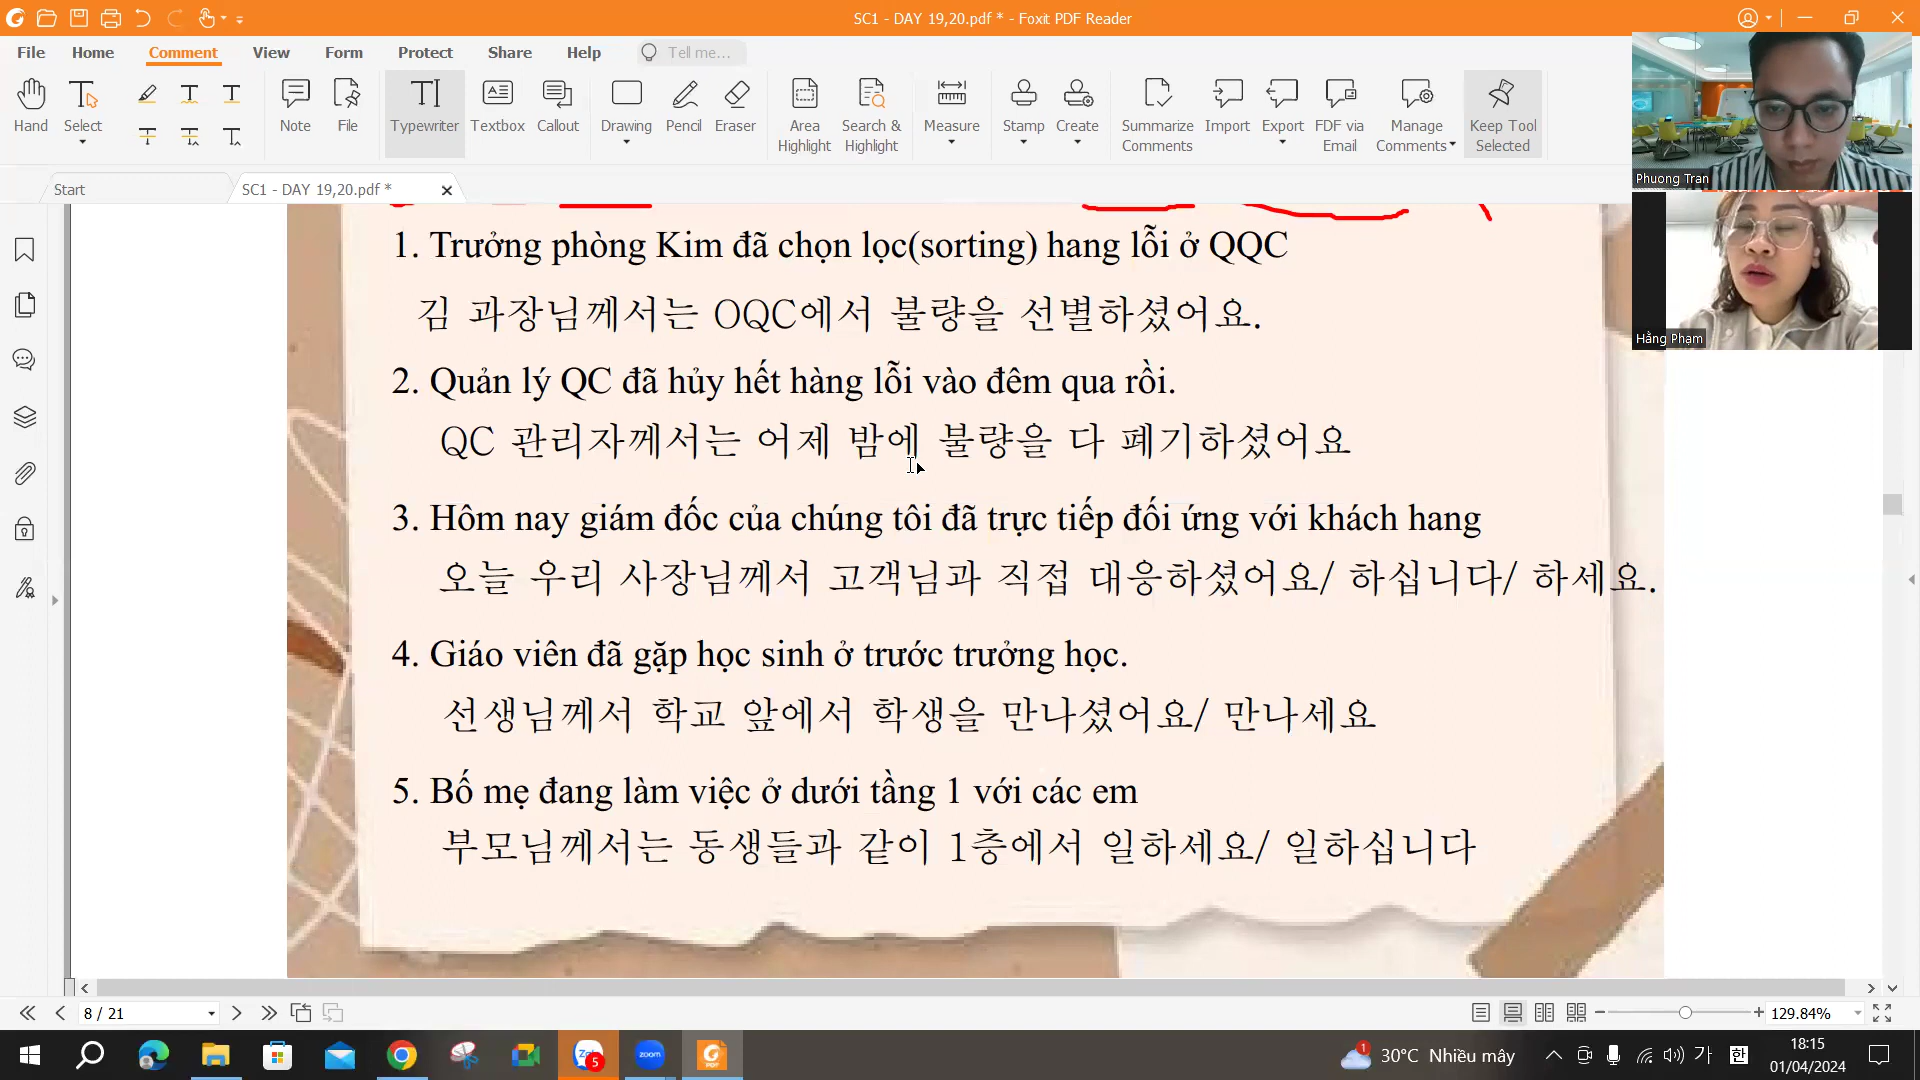 SC1 - DAY 19,20.pdf * - Foxit PDF Reader
File Home Comment View Form Protect Share Help Tell me...
Hand Select Note File Typewriter Textbox Callout Drawing Pencil Eraser Area Highlight Search & Highlight Measure Stamp Create Summarize Comments Import Export FDF via Email Manage Comments Keep Tool Selected
Phuong Tran
Start SC1 - DAY 19,20.pdf *
1. Trưởng phòng Kim đã chọn lọc(sorting) hang lỗi ở QQC
김 과장님께서는 OQC에서 불량을 선별하셨어요.
Hằng Phạm
2. Quản lý QC đã hủy hết hàng lỗi vào đêm qua rồi.
QC 관리자께서는 어제 밤에 불량을 다 폐기하셨어요
3. Hôm nay giám đốc của chúng tôi đã trực tiếp đối ứng với khách hang
오늘 우리 사장님께서 고객님과 직접 대응하셨어요/ 하십니다/ 하세요.
4. Giáo viên đã gặp học sinh ở trước trưởng học.
선생님께서 학교 앞에서 학생을 만나셨어요/ 만나세요
5. Bố mẹ đang làm việc ở dưới tầng 1 với các em
부모님께서는 동생들과 같이 1층에서 일하세요/ 일하십니다
8 / 21
129.84%
5
zoom
1
30°C Nhiều mây
가
한
18:15
01/04/2024